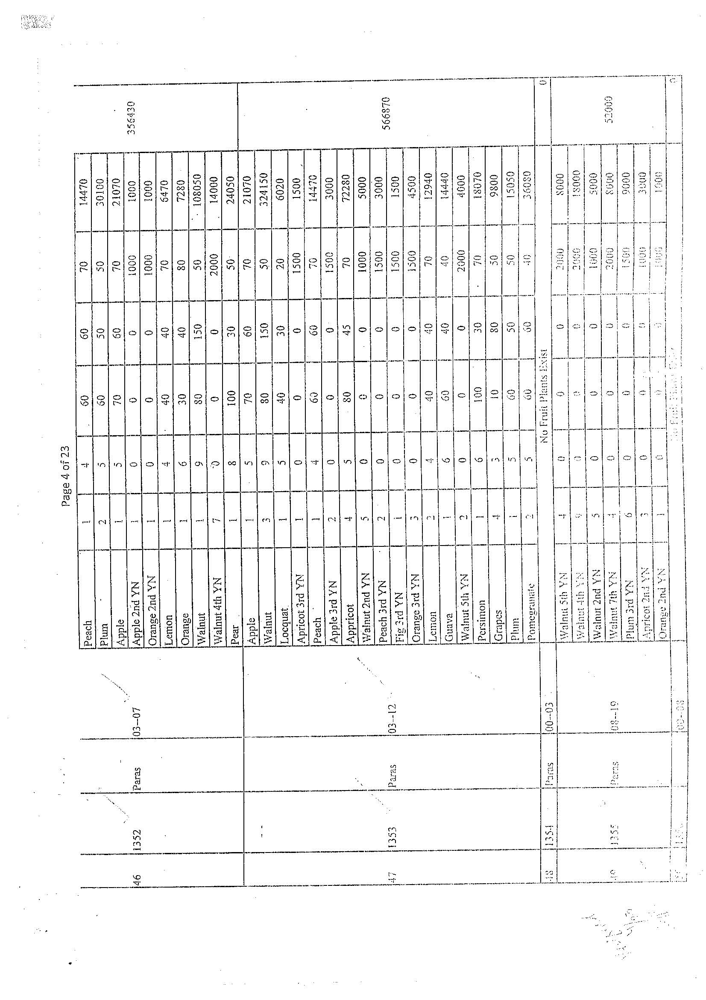 Page 4 of 23
Peach 1 4 60 60 70 14470
Plum 2 5 60 50 50 30100
Apple 1 5 70 60 70 21070
46 1352 Paras 03--07 Apple 2nd YN 1 0 0 0 1000 1000 356430
Orange 2nd YN 1 0 0 0 1000 1000
Lemon 1 4 40 40 70 6470
Orange 1 6 30 40 80 7280
Walnut 1 9 80 150 50 108050
Walnut 4th YN 7 0 0 0 2000 14000
Pear 1 8 100 30 50 24050
Apple 1 5 70 60 70 21070
Walnut 3 9 80 150 50 324150
Locquat 1 5 40 30 20 6020
Apricot 3rd YN 1 0 0 0 1500 1500
Peach 1 4 60 60 70 14470
Apple 3rd YN 2 0 0 0 1500 3000
Appricot 4 5 80 45 70 72280
Walnut 2nd YN 5 0 0 0 1000 5000
Peach 3rd YN 2 0 0 0 1500 3000
47 1353 Paras 03--12 Fig 3rd YN 1 0 0 0 1500 1500 566870
Orange 3rd YN 3 0 0 0 1500 4500
Lemon 2 4 40 40 70 12940
Guava 1 6 60 40 40 14440
Walnut 5th YN 2 0 0 0 2000 4000
Persimon 1 6 100 30 70 18070
Grapes 4 3 10 80 50 9800
Plum 1 5 60 50 50 15050
Pomegranate 2 5 60 60 40 36080
48 1354 Paras 00--03 No Fruit Plants Exist 0
Walnut 5th YN 4 0 0 0 2000 8000
Walnut 4th YN 9 0 0 0 2000 18000
Walnut 2nd YN 5 0 0 0 1000 5000
49 1355 Paras 08--19 Walnut 7th YN 4 0 0 0 2000 8000 52000
Plum 3rd YN 6 0 0 0 1500 9000
Apricot 2nd YN 3 0 0 0 1000 3000
Orange 2nd YN 1 0 0 0 1000 1000
00--08 No Fruit 0